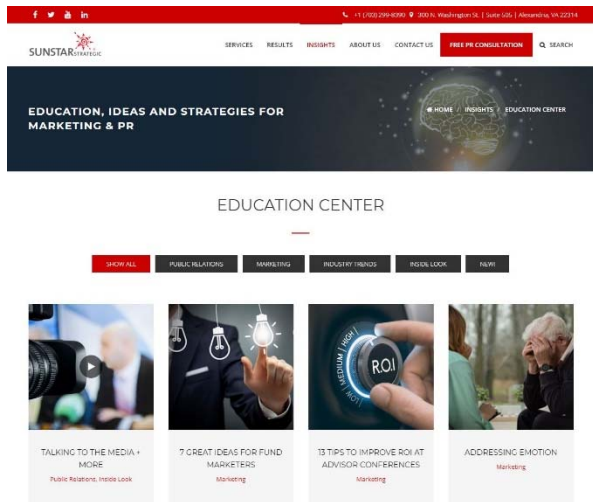 +1 (703) 299-8390 300 N. Washington St. | Suite 505 | Alexandria, VA 22314
SUNSTAR STRATEGIC
SERVICES RESULTS INSIGHTS ABOUT US CONTACT US FREE PR CONSULTATION SEARCH
EDUCATION, IDEAS AND STRATEGIES FOR
MARKETING & PR
HOME / INSIGHTS / EDUCATION CENTER
EDUCATION CENTER
SHOW ALL PUBLIC RELATIONS MARKETING INDUSTRY TRENDS INSIDE LOOK NEW!
LOW | MEDIUM | HIGH |
R.O.I
TALKING TO THE MEDIA +
MORE
Public Relations, Inside Look
7 GREAT IDEAS FOR FUND
MARKETERS
Marketing
13 TIPS TO IMPROVE ROI AT
ADVISOR CONFERENCES
Marketing
ADDRESSING EMOTION
Marketing